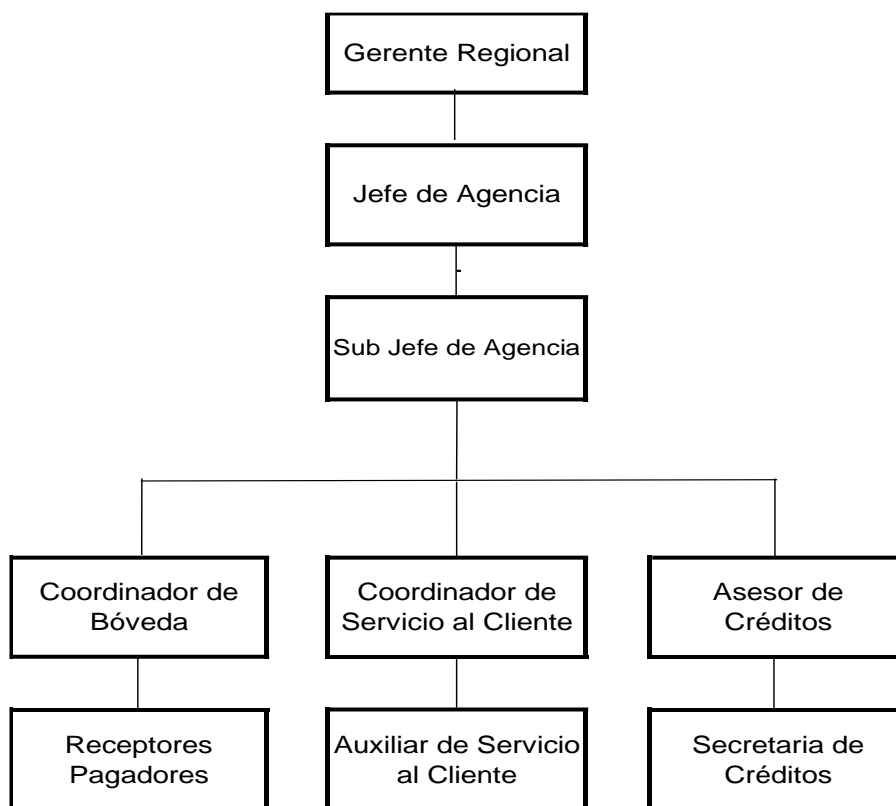 Gerente Regional
Jefe de Agencia
Sub Jefe de Agencia
Coordinador de
Bóveda
Coordinador de
Servicio al Cliente
Asesor de
Créditos
Receptores
Pagadores
Auxiliar de Servicio
al Cliente
Secretaria de
Créditos